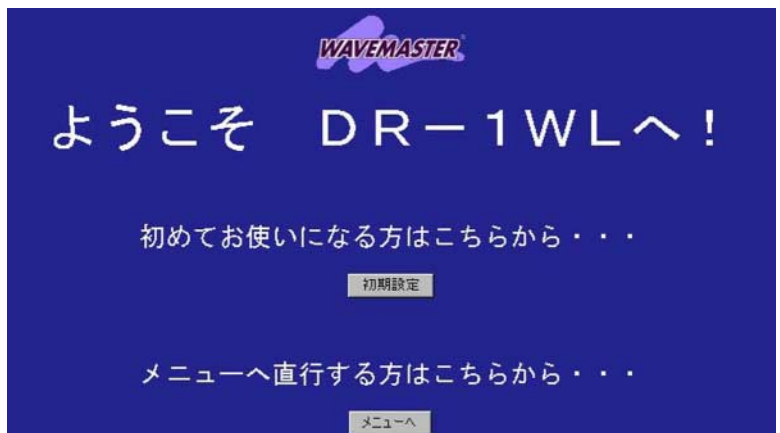 WAVEMASTER
ようこそ　ＤＲ－１ＷＬへ！
初めてお使いになる方はこちらから・・・
初期設定
メニューへ直行する方はこちらから・・・
メニューへ